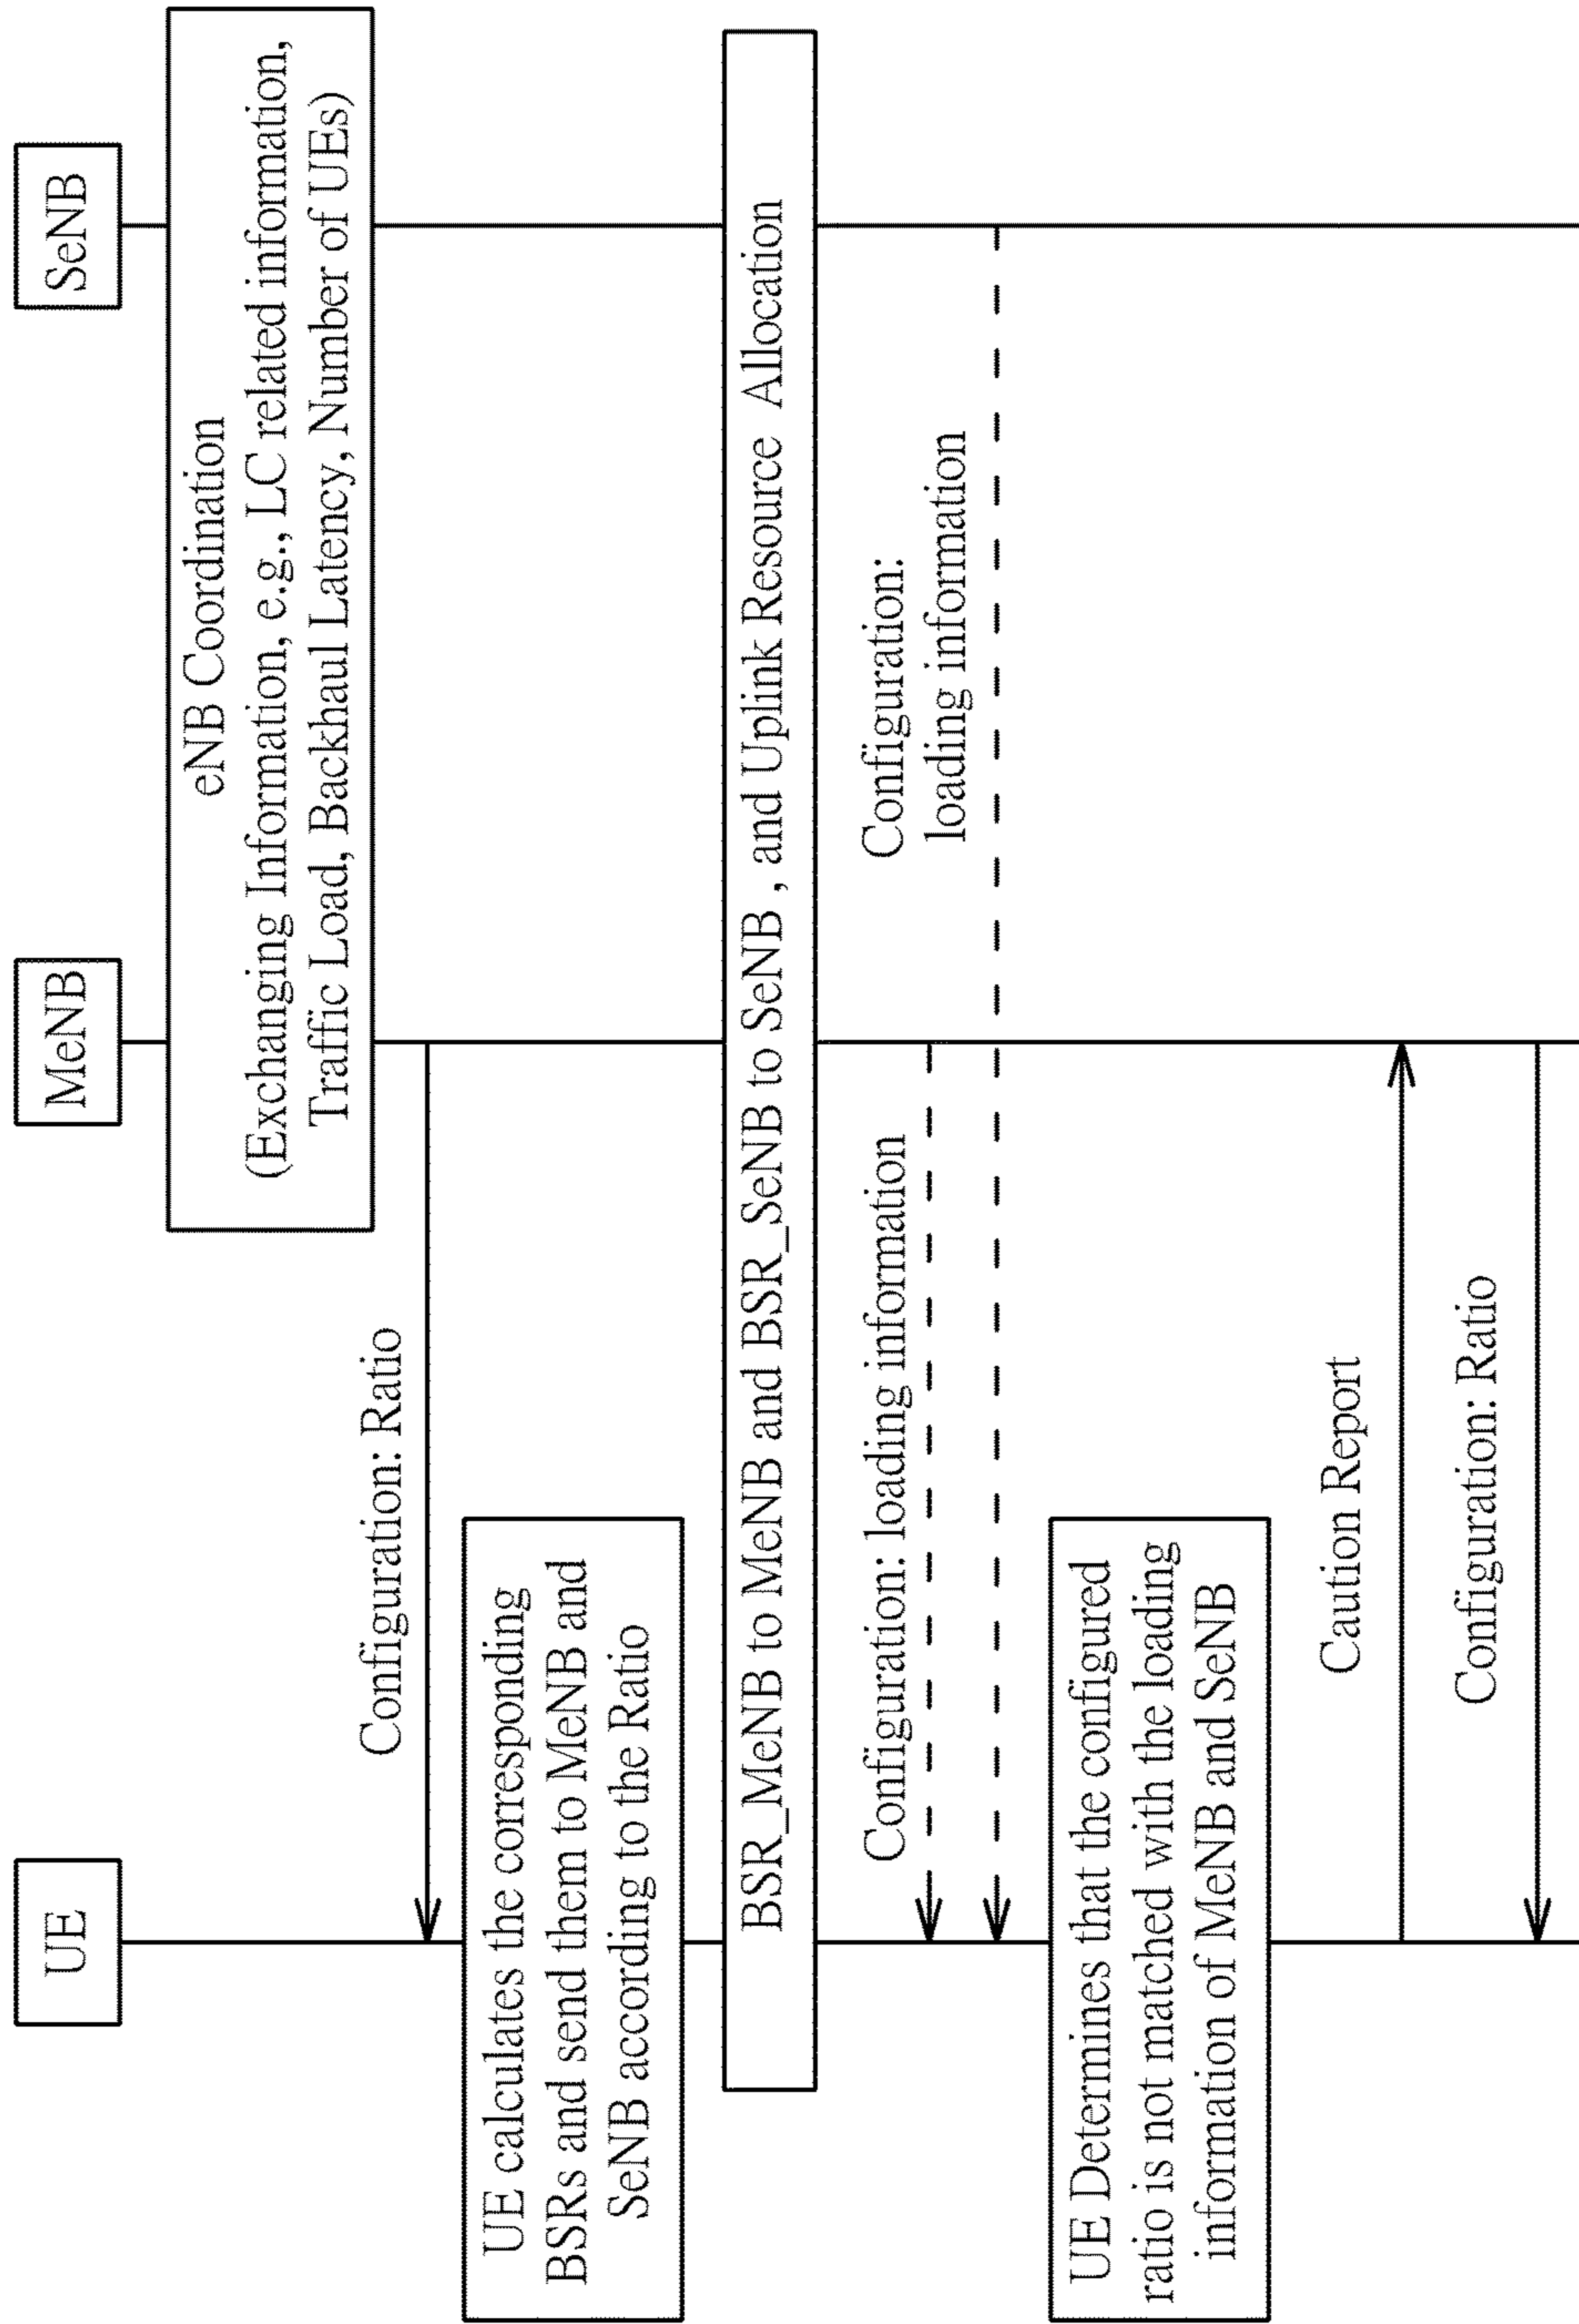 UE
MeNB
SeNB
eNB Coordination
(Exchanging Information, e.g., LC related information,
Traffic Load, Backhaul Latency, Number of UEs)
Configuration: Ratio
UE calculates the corresponding
BSRs and send them to MeNB and
SeNB according to the Ratio
BSR_MeNB to MeNB and BSR_SeNB to SeNB , and Uplink Resource Allocation
Configuration: loading information
Configuration:
loading information
UE Determines that the configured
ratio is not matched with the loading
information of MeNB and SeNB
Caution Report
Configuration: Ratio